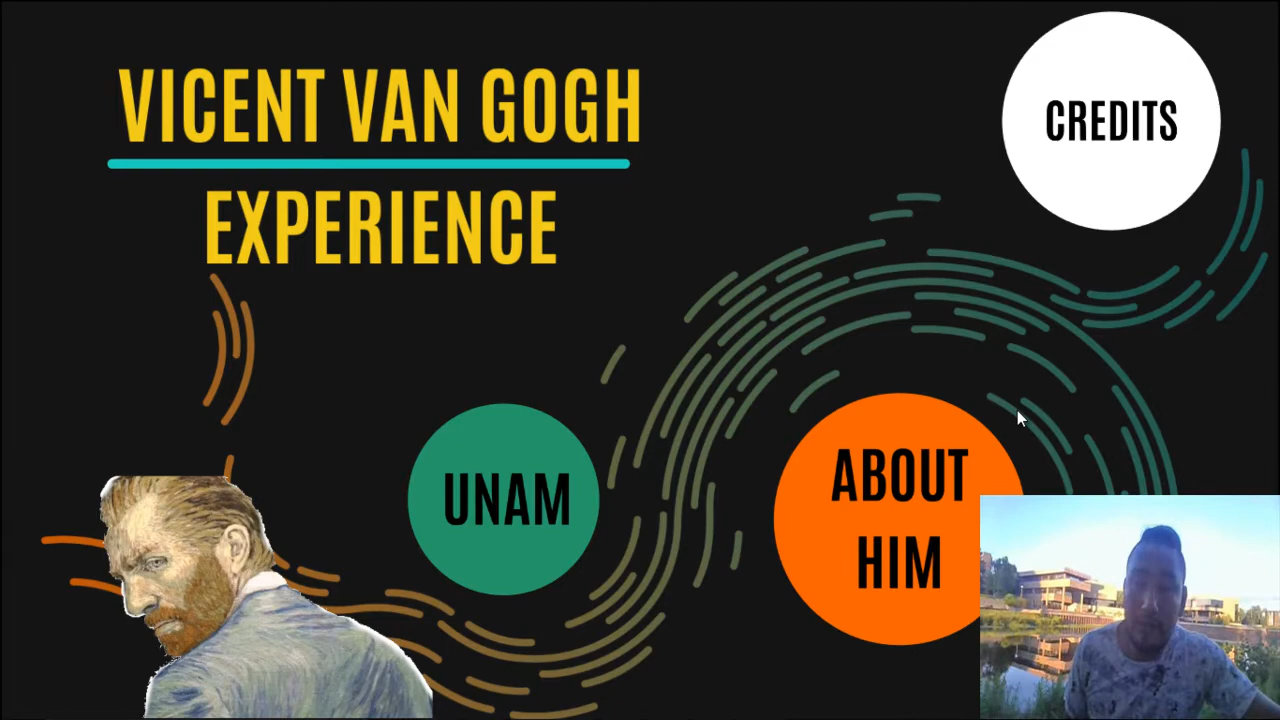 VICENT VAN GOGH
EXPERIENCE
CREDITS
UNAM
ABOUT
HIM